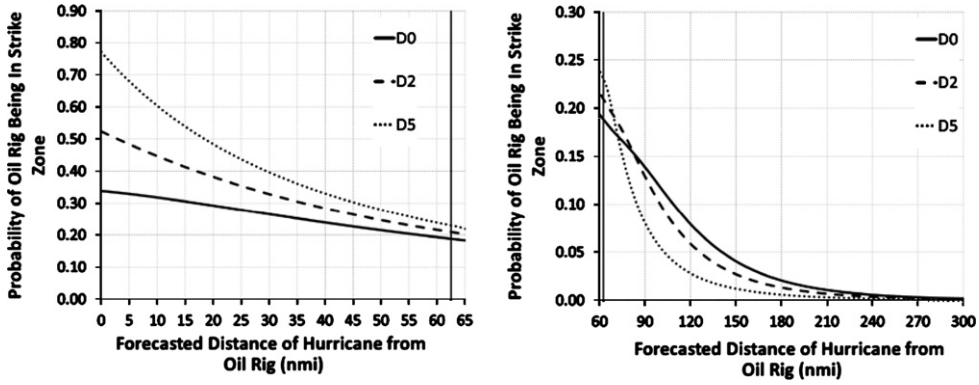 Probability of Oil Rig Being In Strike
Zone
0.90
0.80
0.70
0.60
0.50
0.40
0.30
0.20
0.10
0.00
D0
D2
D5
0 5 10 15 20 25 30 35 40 45 50 55 60 65
Forecasted Distance of Hurricane from
Oil Rig (nmi)
Probability of Oil Rig Being In Strike
Zone
0.30
0.25
0.20
0.15
0.10
0.05
0.00
D0
D2
D5
60 90 120 150 180 210 240 270 300
Forecasted Distance of Hurricane from
Oil Rig (nmi)